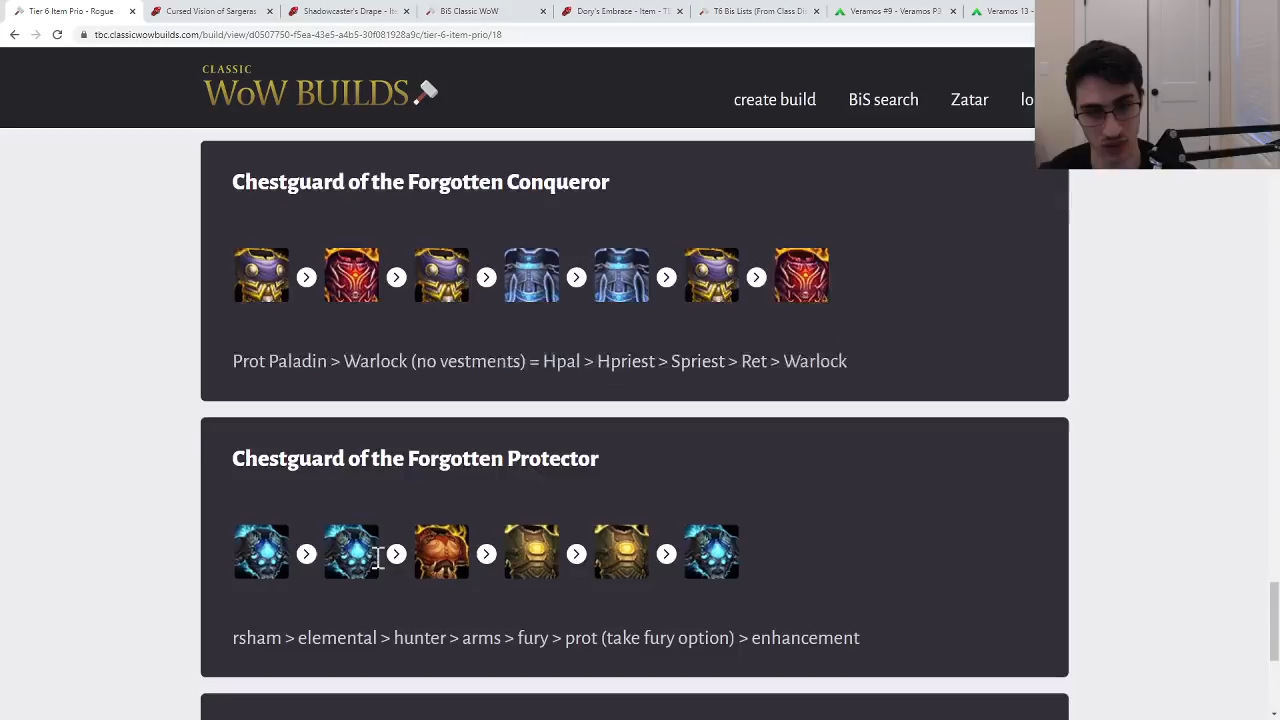 Tier 6 Item Prio - Rogue
Cursed Vision of Sargeras
Shadowcaster's Drape - Ite
BiS Classic WoW
Dory's Embrace - Item - TB
T6 Bis Lists (From Class Dis
Veramos #9 - Veramos P3
Veramos 13 -
tbc.classicwowbuilds.com/build/view/d0507750-f5ea-43e5-a4b5-30f081928a9c/tier-6-item-prio/18
CLASSIC
WoW BUILDS
create build
BiS search
Zatar
lo
Chestguard of the Forgotten Conqueror
Prot Paladin > Warlock (no vestments) = Hpal > Hpriest > Spriest > Ret > Warlock
Chestguard of the Forgotten Protector
rsham > elemental > hunter > arms > fury > prot (take fury option) > enhancement